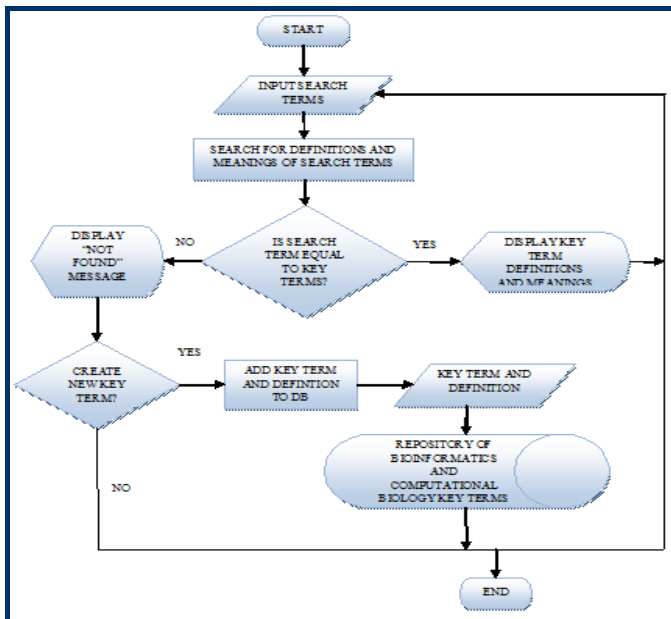 START
INPUT SEARCH
TERMS
SEARCH FOR DEFINITIONS AND
MEANINGS OF SEARCH TERMS
DISPLAY
"NOT
FOUND"
MESSAGE
NO
IS SEARCH
TERM EQUAL
TO KEY
TERMS?
YES
DISPLAY KEY
TERM
DEFINITIONS
AND MEANINGS
CREATE
NEW KEY
TERM?
YES
ADD KEY TERM
AND DEFINTION
TO DB
KEY TERM AND
DEFINITION
REPOSITORY OF
BIOINFORMATICS
AND
COMPUTATIONAL
BIOLOGY KEY TERMS
NO
END